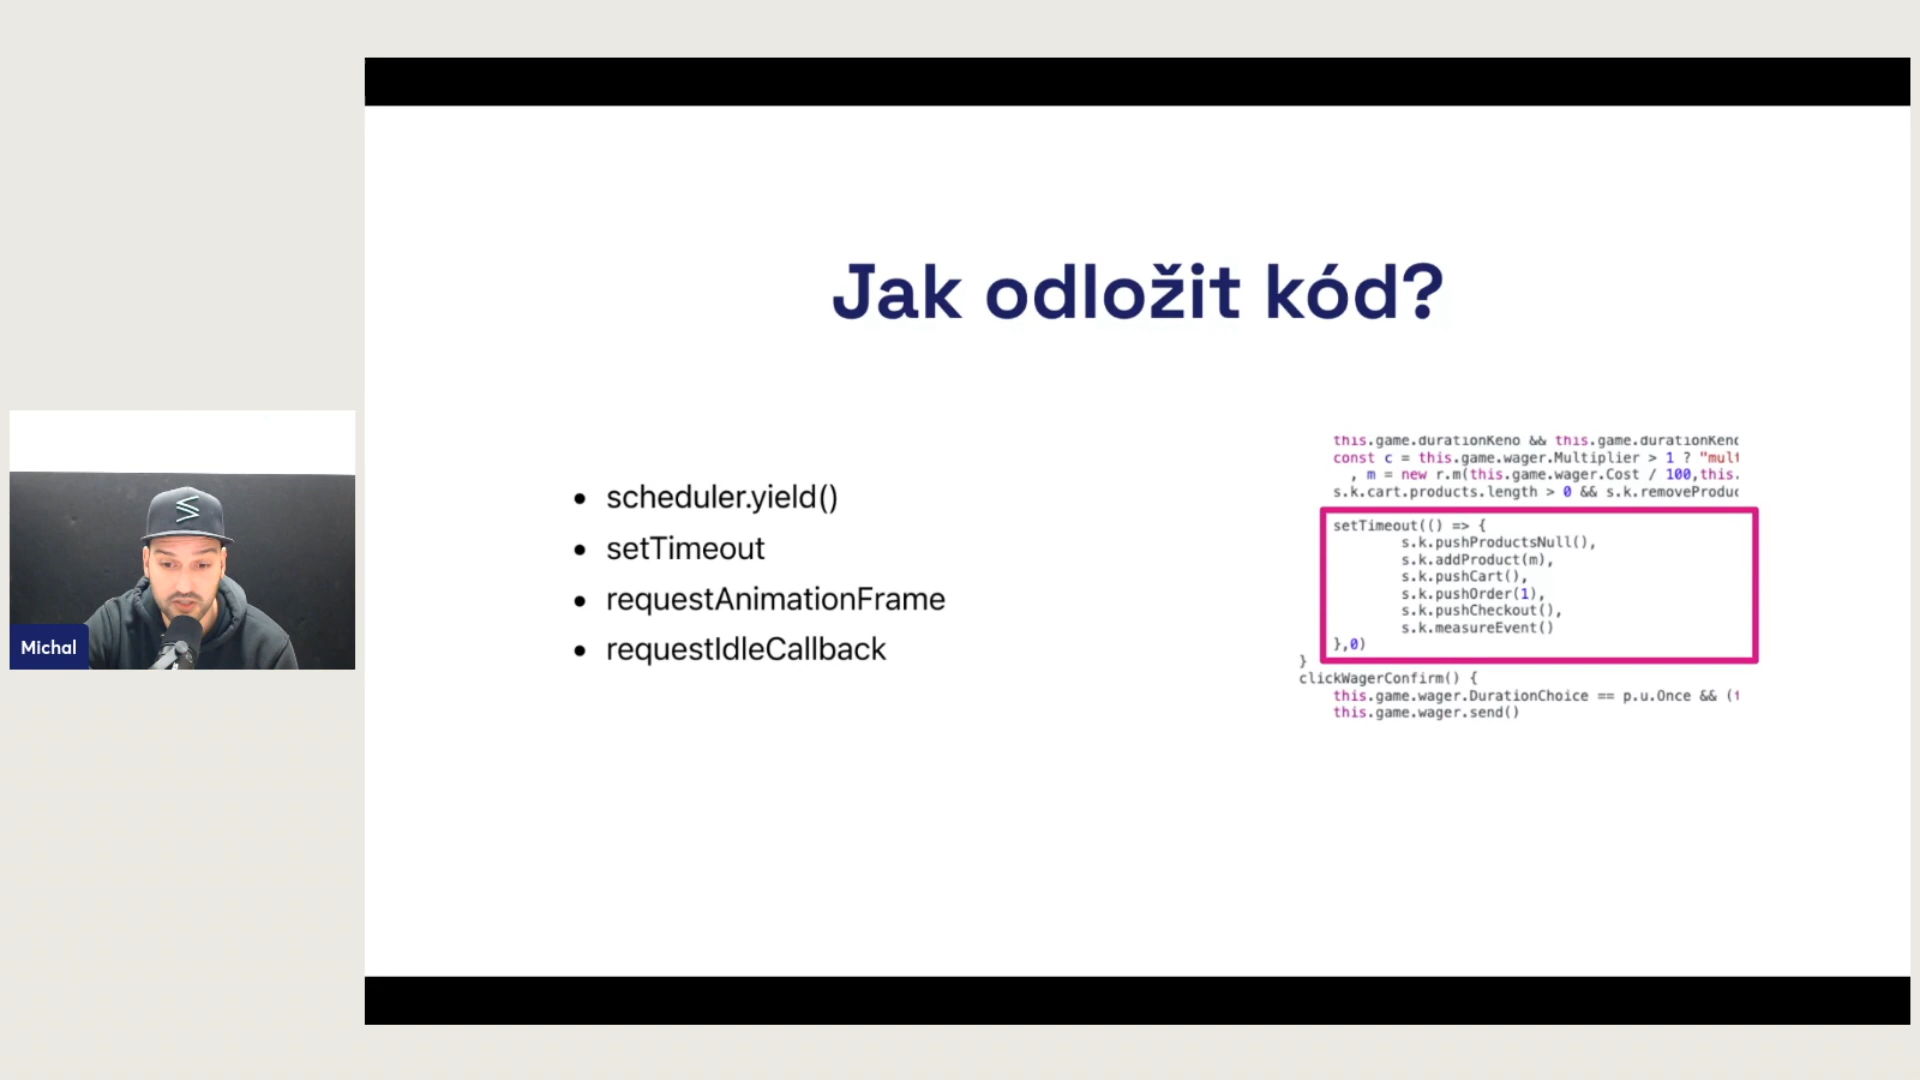 Jak odložit kód?
scheduler.yield()
setTimeout
requestAnimationFrame
requestIdleCallback
this.game.durationKeno && this.game.durationKeno
const c = this.game.wager.Multiplier > 1 ? "mult
, m = new r.m(this.game.wager.Cost / 100,this.
s.k.cart.products.length > 0 && s.k.removeProduc
setTimeout(() => {
s.k.pushProductsNull(),
s.k.addProduct(m),
s.k.pushCart(),
s.k.pushOrder(1),
s.k.pushCheckout(),
s.k.measureEvent()
},0)
}
clickWagerConfirm() {
this.game.wager.DurationChoice == p.u.Once && (t
this.game.wager.send()
Michal